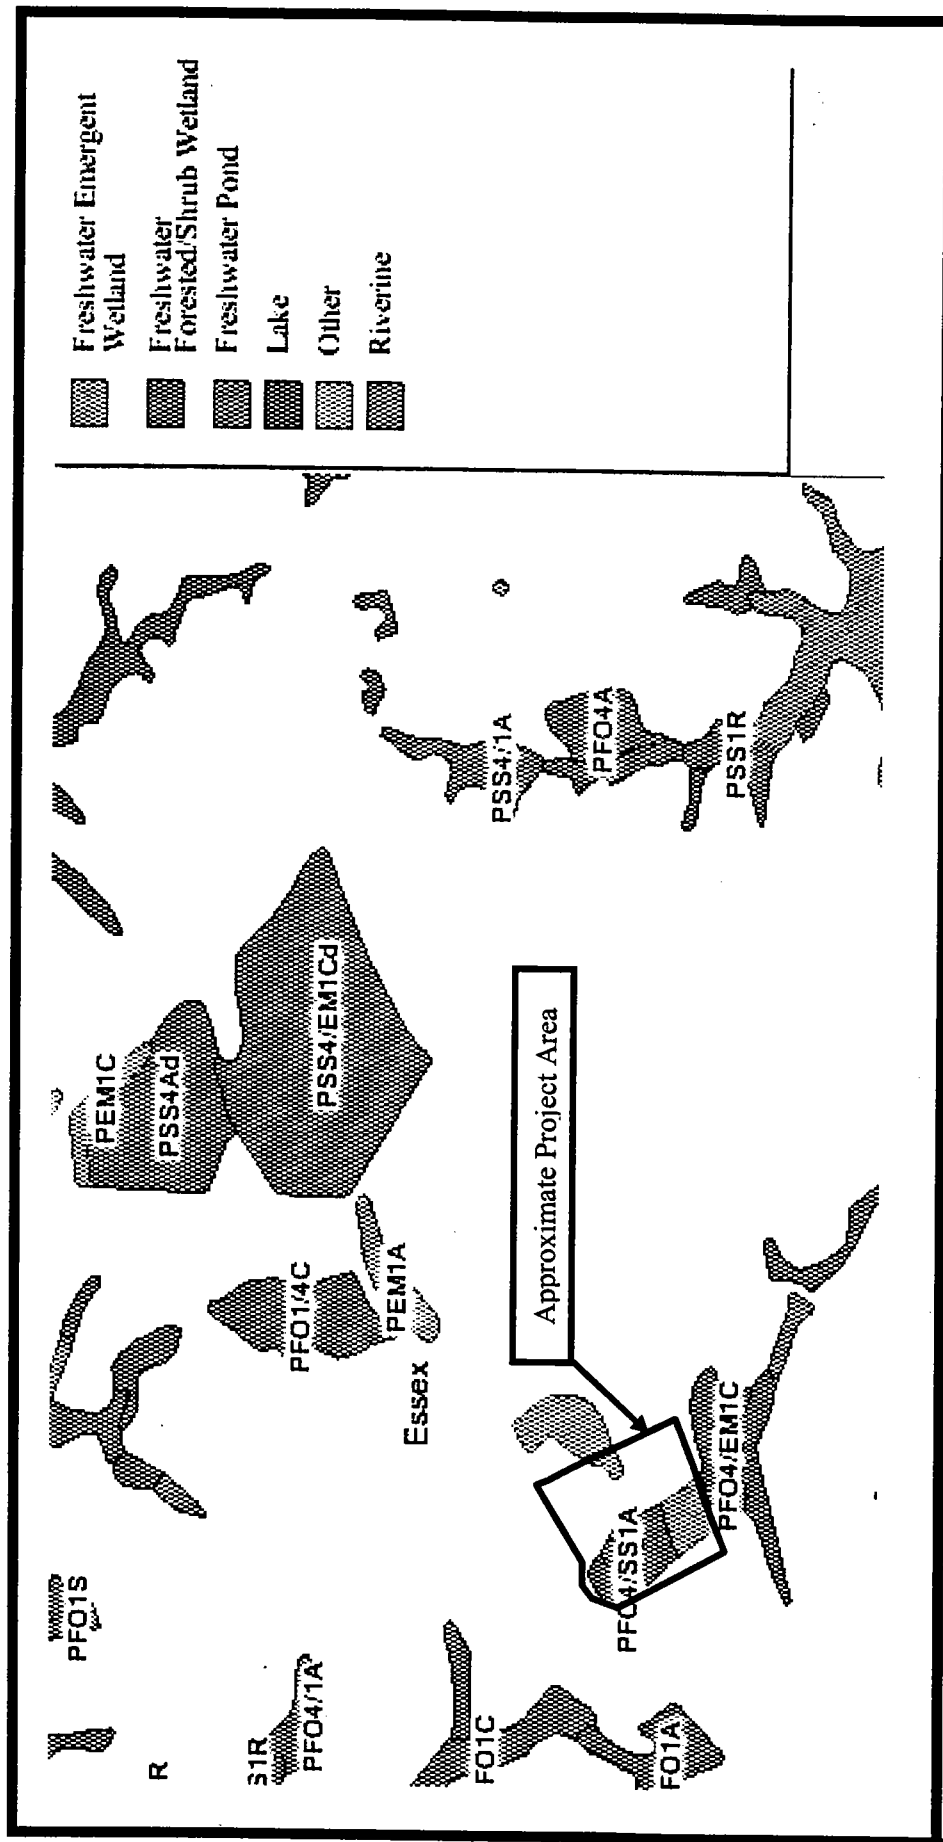 Freshwater Emergent
Wetland
Freshwater
Forested/Shrub Wetland
Freshwater Pond
Lake
Other
Riverine
PFO1S
PEM1C
PSS4Ad
R
S1R
PFO4/1A
PFO1/4C
PSS4/EM1Cd
PEM1A
Essex
FO1C
PSS4/1A
Approximate Project Area
PFO4A
PFO4/SS1A
FO1A
PFO4/EM1C
PSS1R